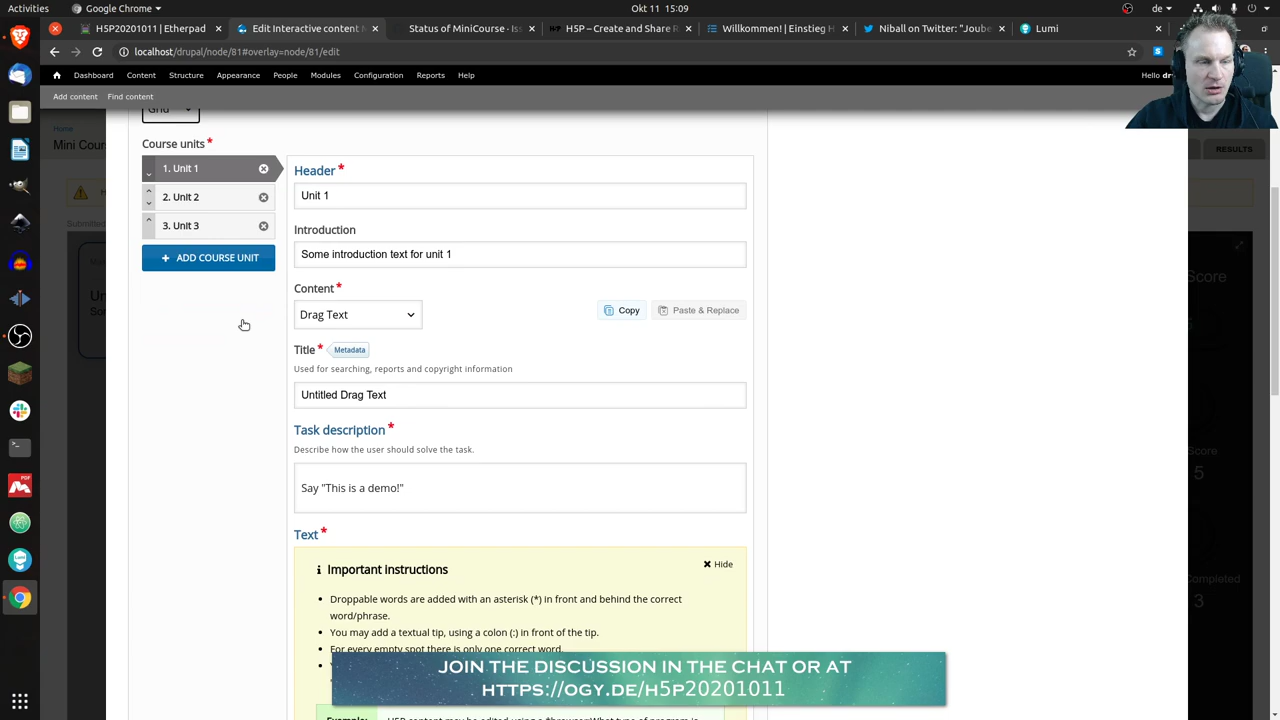 Activities
Google Chrome
Okt 11 15:09
H5P20201011 | Etherpad
Edit Interactive content
Status of MiniCourse - Iss
H5P – Create and Share R
Willkommen! | Einstieg H
Niball on Twitter: "Joube
Lumi
localhost/drupal/node/81#overlay=node/81/edit
Dashboard Content Structure Appearance People Modules Configuration Reports Help
Hello
Add content Find content
Grid
Home
Mini Cou
RESULTS
Course units *
1. Unit 1
2. Unit 2
3. Unit 3
+ ADD COURSE UNIT
Submitted
Score
Score
5
Completed
3
Header *
Unit 1
Introduction
Some introduction text for unit 1
Content *
Drag Text
Copy
Paste & Replace
Title * Metadata
Used for searching, reports and copyright information
Untitled Drag Text
Task description *
Describe how the user should solve the task.
Say "This is a demo!"
Text *
Important instructions
Hide
• Droppable words are added with an asterisk (*) in front and behind the correct
word/phrase.
• You may add a textual tip, using a colon (:) in front of the tip.
• For every empty spot there is only one correct word.
JOIN THE DISCUSSION IN THE CHAT OR AT
HTTPS://OGY.DE/H5P20201011